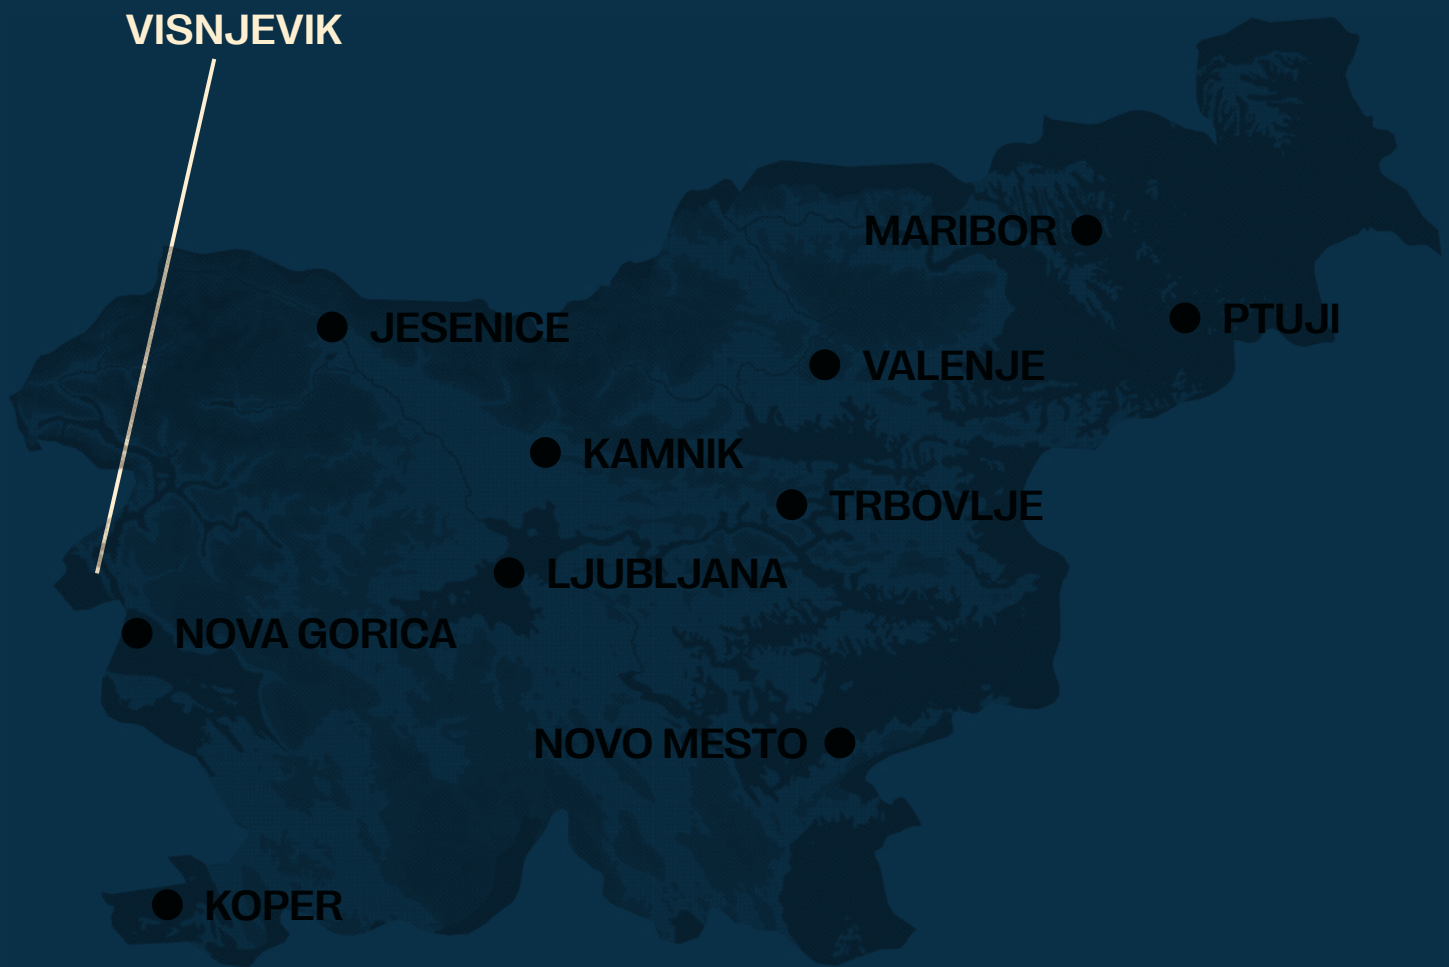 VISNJEVIK
MARIBOR
PTUJI
JESENICE
VALENJE
KAMNIK
TRBOVLJE
LJUBLJANA
NOVA GORICA
NOVO MESTO
KOPER